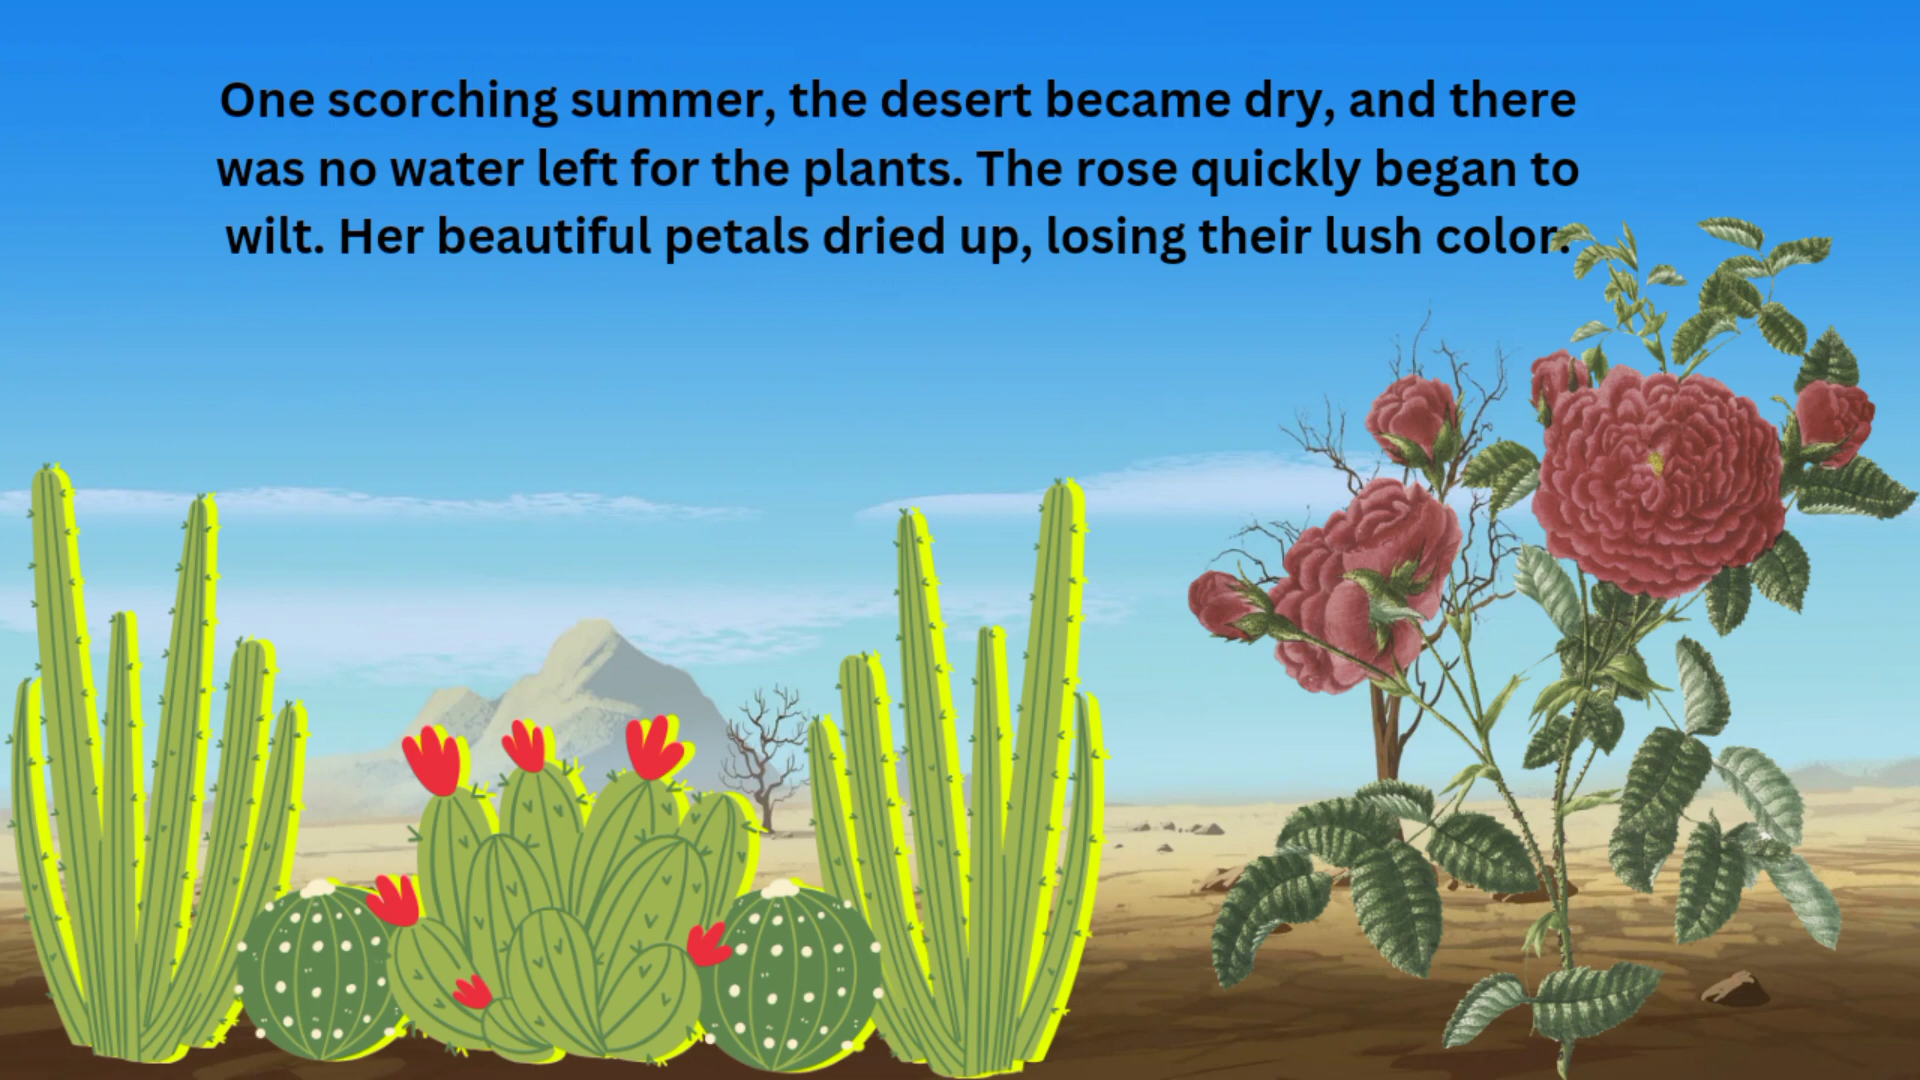 One scorching summer, the desert became dry, and there
was no water left for the plants. The rose quickly began to
wilt. Her beautiful petals dried up, losing their lush color.